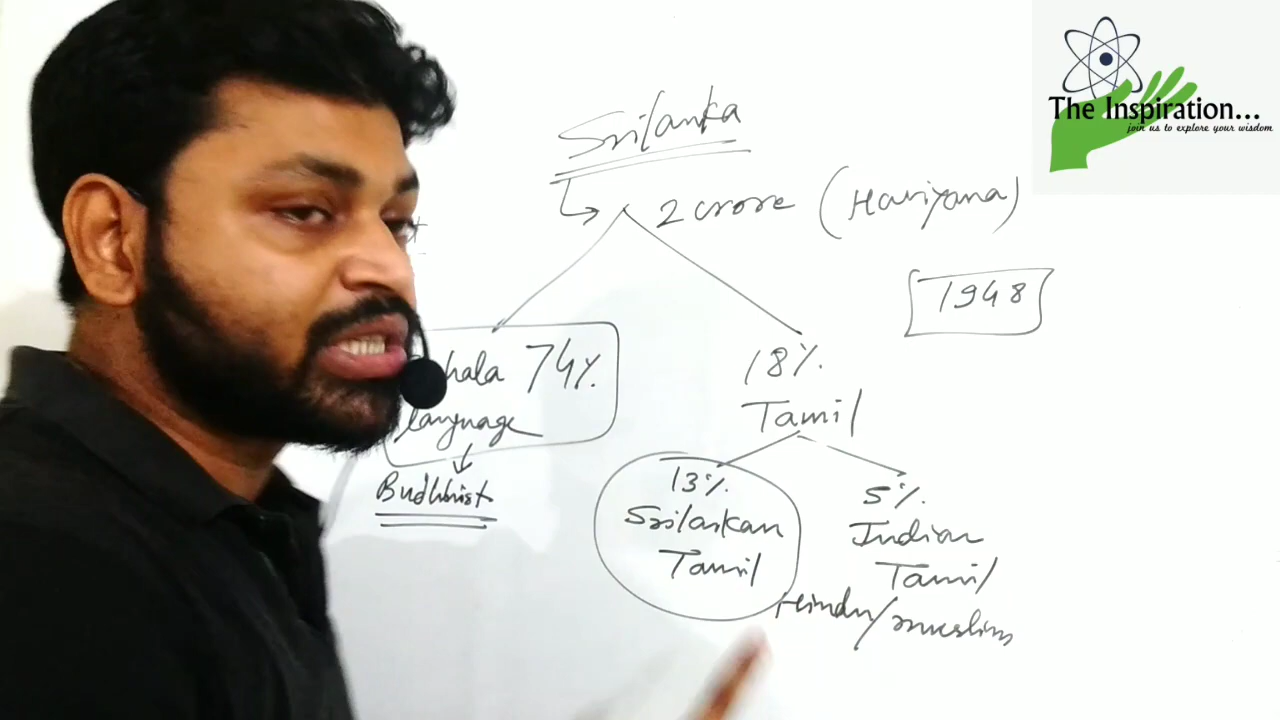 The Inspiration...
join us to explore your wisdom
Srilanka
2 crore (Hariyana)
1948
hala 74%.
language
Budhhist
18%.
Tamil
13%.
Srilankan
Tamil
5%.
Indian
Tamil
Hindu/muslim